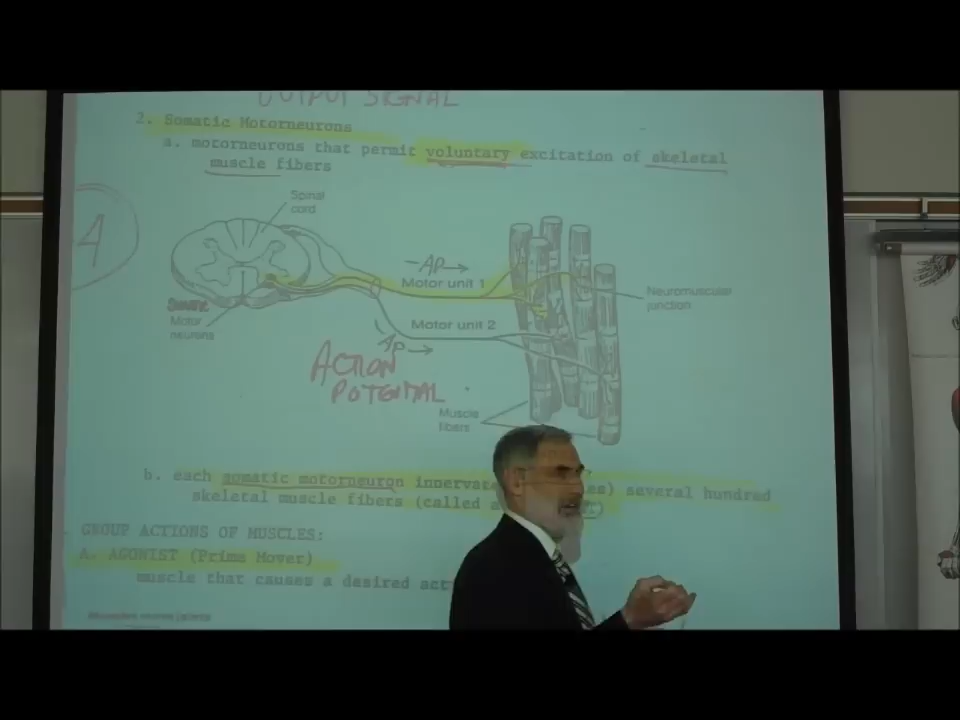 OUTPUT SIGNAL
2. Somatic Motorneurons
a. motorneurons that permit voluntary excitation of skeletal
muscle fibers
Spinal
cord
A
-AP→
Motor unit 1
Neuromuscular
junction
Motor
neurons
Motor unit 2
AP→
ACTION
POTENTIAL
Muscle
fibers
b. each somatic motorneuron several hundred
skeletal muscle fibers (called
GROUP ACTIONS OF MUSCLES:
A. AGONIST (Prime Mover)
muscle that causes a desired